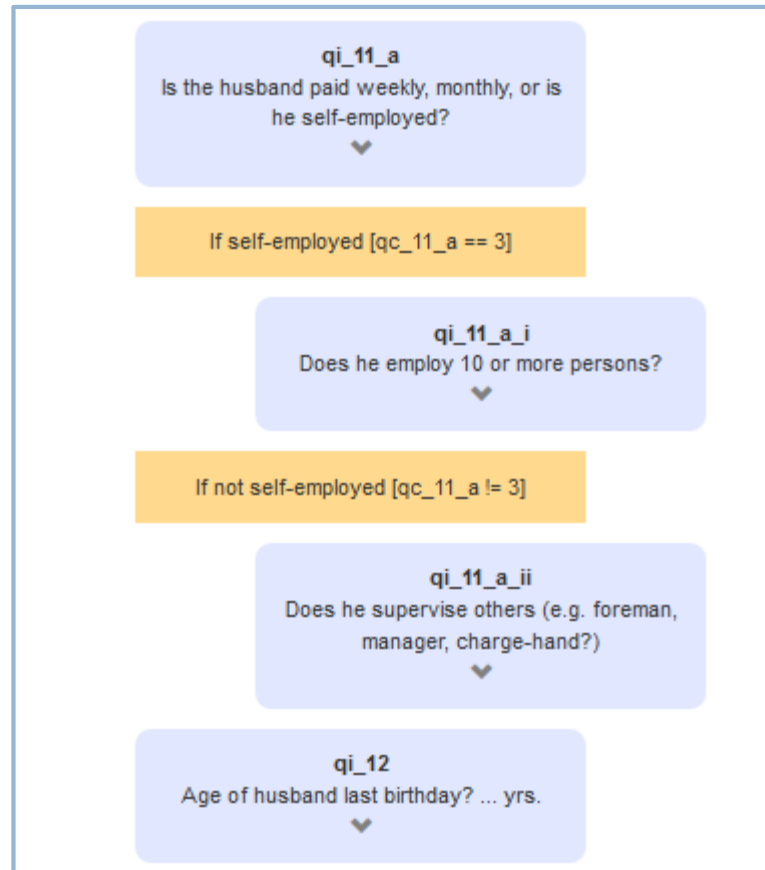 qi_11_a
Is the husband paid weekly, monthly, or is
he self-employed?
If self-employed [qc_11_a == 3]
qi_11_a_i
Does he employ 10 or more persons?
If not self-employed [qc_11_a != 3]
qi_11_a_ii
Does he supervise others (e.g. foreman,
manager, charge-hand?)
qi_12
Age of husband last birthday? ... yrs.